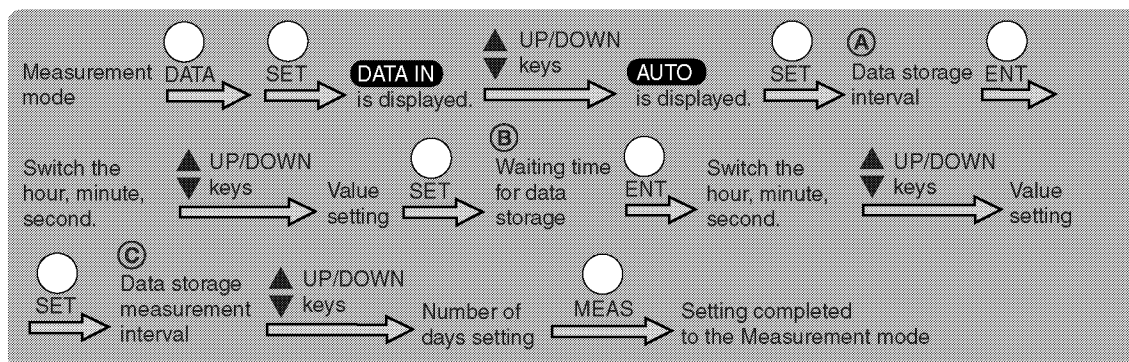 Measurement mode
DATA
SET
DATA IN
is displayed.
UP/DOWN keys
AUTO
is displayed.
SET
A
Data storage interval
ENT
Switch the hour, minute, second.
UP/DOWN keys
Value setting
SET
B
Waiting time for data storage
ENT
Switch the hour, minute, second.
UP/DOWN keys
Value setting
SET
C
Data storage measurement interval
UP/DOWN keys
Number of days setting
MEAS
Setting completed to the Measurement mode